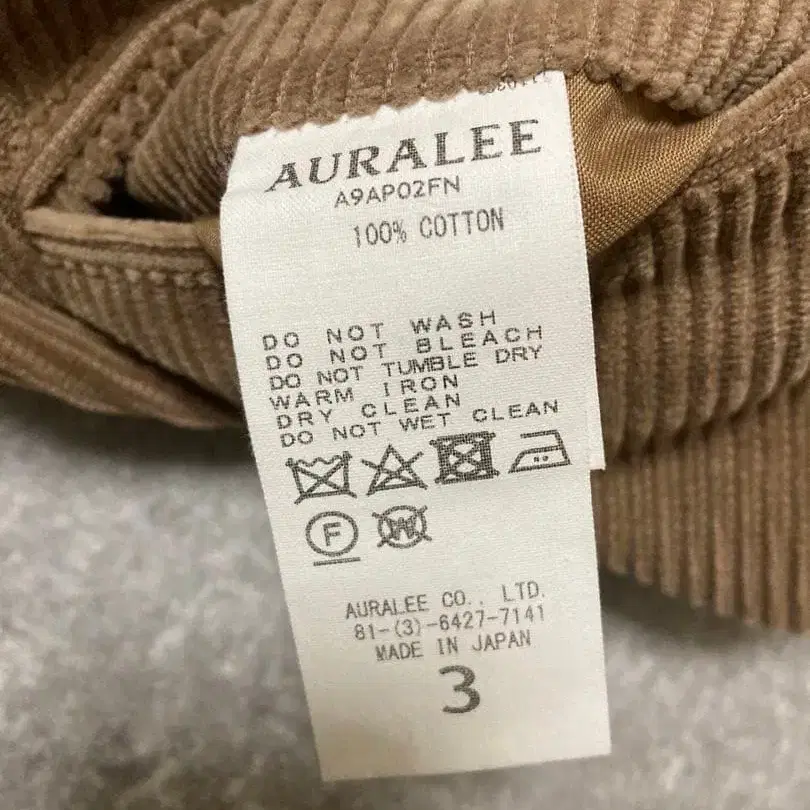 AURALEE
A9AP02FN
100% COTTON
DO NOT WASH
DO NOT BLEACH
DO NOT TUMBLE DRY
WARM IRON
DRY CLEAN
DO NOT WET CLEAN
F
W
AURALEE CO., LTD.
81-(3)-6427-7141
MADE IN JAPAN
3